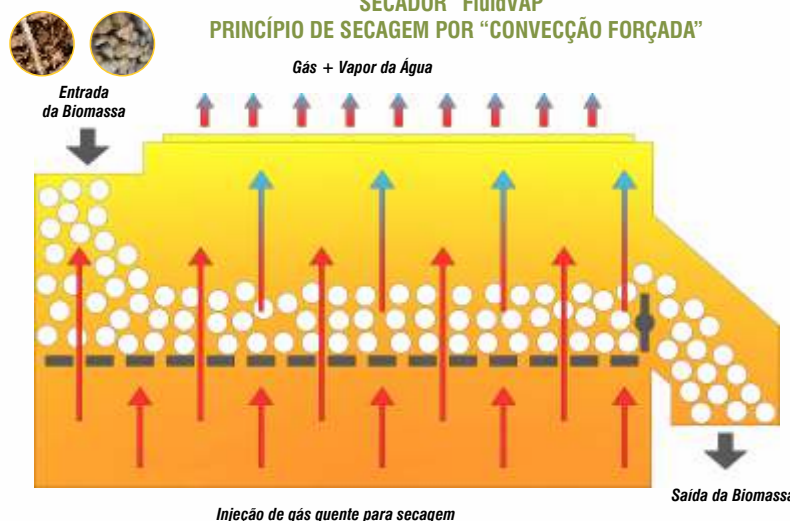 SECADOR "FluidVAP"
PRINCÍPIO DE SECAGEM POR “CONVECÇÃO FORÇADA”
Gás + Vapor da Água
Entrada
da Biomassa
Saída da Biomassa
Injeção de gás quente para secagem